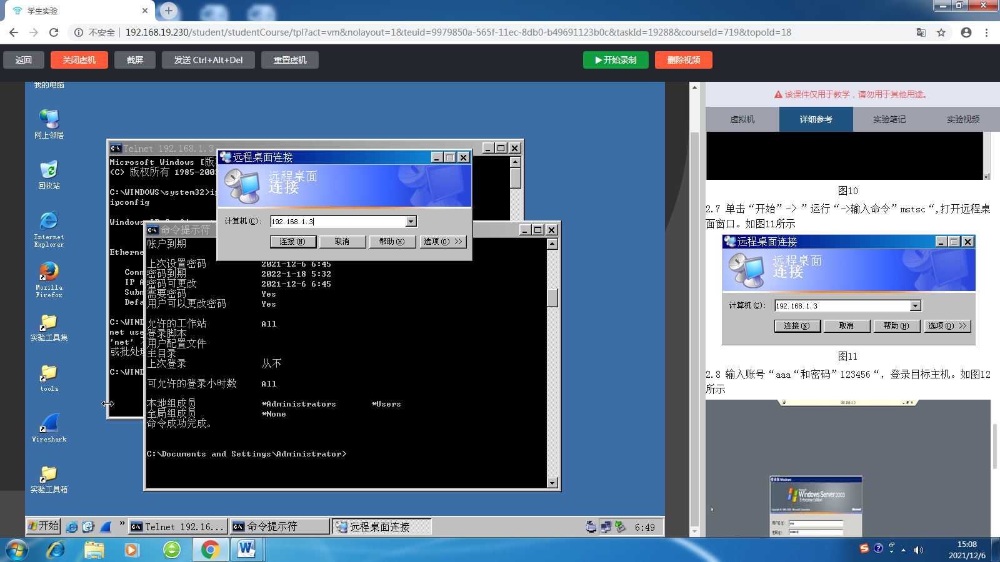 学生实验
不安全 192.168.19.230/student/studentCourse/tpl?act=vm&nolayout=1&teuid=9979850a-565f-11ec-8db0-b49691123b0c&taskId=19288&courseId=719&topoId=18
返回 关闭虚机 截屏 发送 Ctrl+Alt+Del 重置虚机 ▶开始录制 删除视频
我的电脑
网上邻居
回收站
Internet
Explorer
Mozilla
Firefox
实验工具集
tools
Wireshark
实验工具箱
Telnet 192.168.1.3
Microsoft Windows [版
(C) 版权所有 1985-2003
C:\WINDOWS\system32>ip
ipconfig
Windows
Etherne
Conn
IP A
Subn
Defa
C:\WIND
net use
'net'
或批处理
C:\WIND
远程桌面连接
远程桌面
连接
计算机(C): 192.168.1.3
连接(N) 取消 帮助(H) 选项(O) >>
命令提示符
帐户到期
上次设置密码 2021-12-6 6:45
密码到期 2022-1-18 5:32
密码可更改 2021-12-6 6:45
需要密码 Yes
用户可以更改密码 Yes
允许的工作站 All
登录脚本
用户配置文件
主目录
上次登录 从不
可允许的登录小时数 All
本地组成员 *Administrators *Users
全局组成员 *None
命令成功完成。
C:\Documents and Settings\Administrator>
开始 » Telnet 192.16... 命令提示符 远程桌面连接 6:49
该课件仅用于教学，请勿用于其他用途。
虚拟机 详细参考 实验笔记 实验视频
图10
2.7 单击“开始”-> ”运行“->输入命令”mstsc“,打开远程桌
面窗口。如图11所示
远程桌面连接
远程桌面
连接
计算机(C): 192.168.1.3
连接(N) 取消 帮助(H) 选项(O) >>
图11
2.8 输入账号“aaa“和密码”123456“，登录目标主机。如图12
所示
192.168.1.3
登录到 Windows
Windows Server 2003
Enterprise Edition
用户名(U): aaa
密码(P):
15:08
2021/12/6